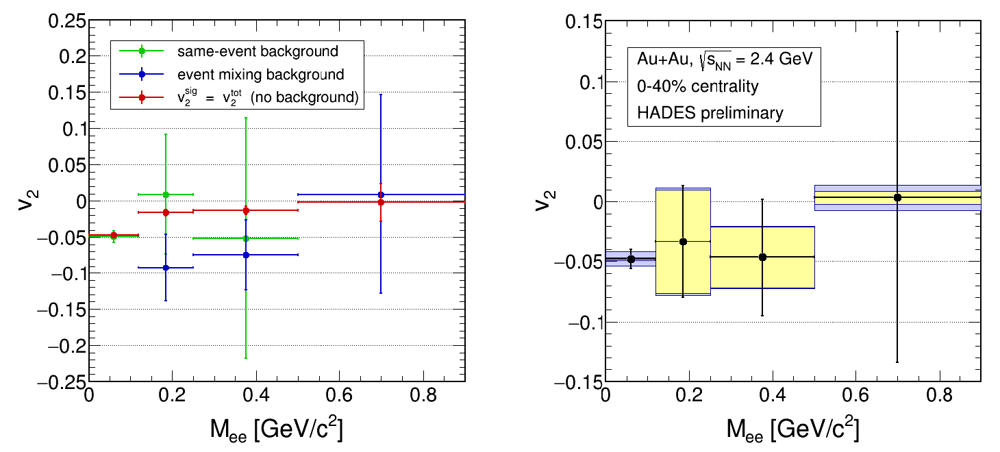 0.25
0.2
0.15
0.1
0.05
0
−0.05
−0.1
−0.15
−0.2
−0.25
v2
same-event background
event mixing background
v2^sig = v2^tot (no background)
0 0.2 0.4 0.6 0.8
Mee [GeV/c²]
0.15
0.1
0.05
0
−0.05
−0.1
−0.15
v2
Au+Au, √sNN = 2.4 GeV
0-40% centrality
HADES preliminary
0 0.2 0.4 0.6 0.8
Mee [GeV/c²]